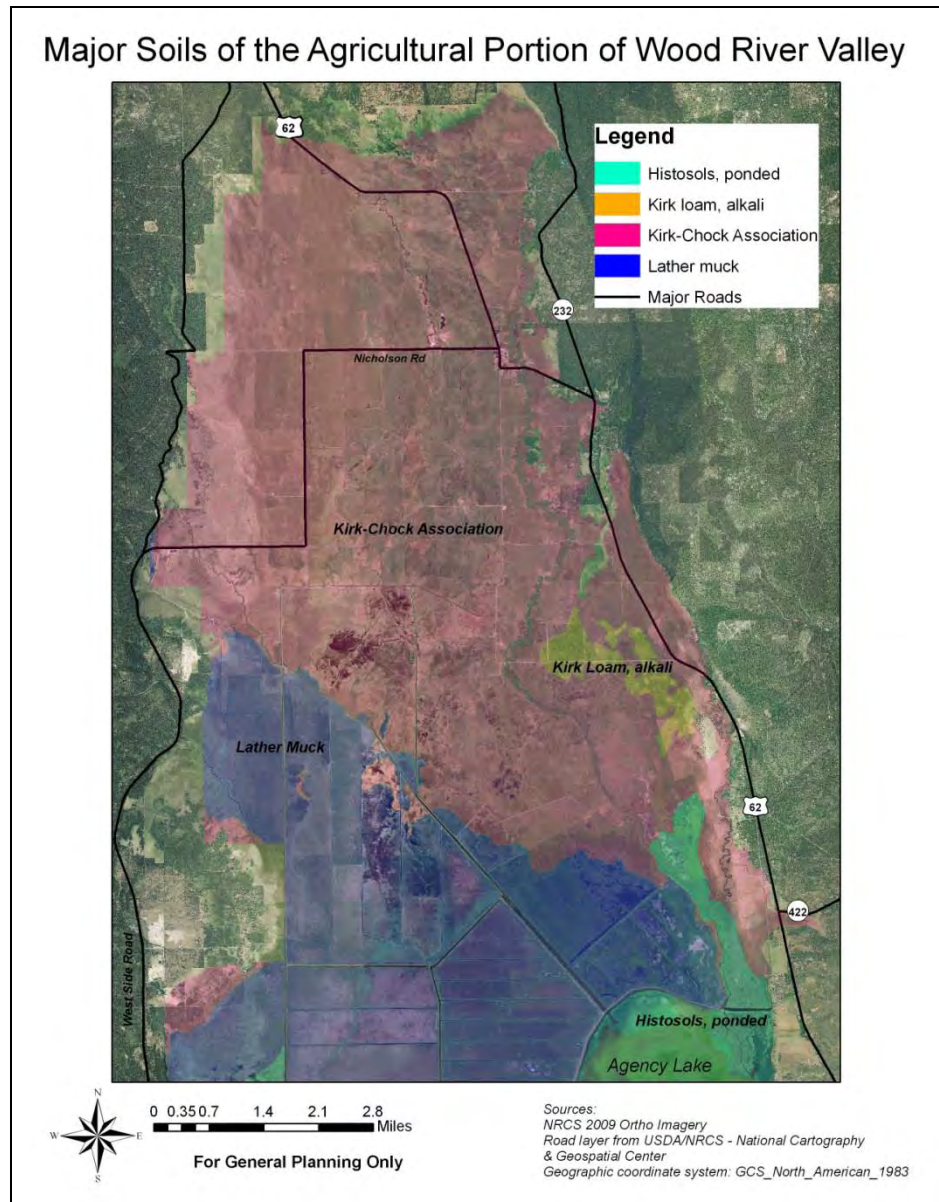 Major Soils of the Agricultural Portion of Wood River Valley
62
Legend
Histosols, ponded
Kirk loam, alkali
Kirk-Chock Association
Lather muck
Major Roads
232
Nicholson Rd
Kirk-Chock Association
Kirk Loam, alkali
Lather Muck
62
422
West Side Road
Histosols, ponded
Agency Lake
N
W E
S
0 0.35 0.7 1.4 2.1 2.8
Miles
For General Planning Only
Sources:
NRCS 2009 Ortho Imagery
Road layer from USDA/NRCS - National Cartography
& Geospatial Center
Geographic coordinate system: GCS_North_American_1983